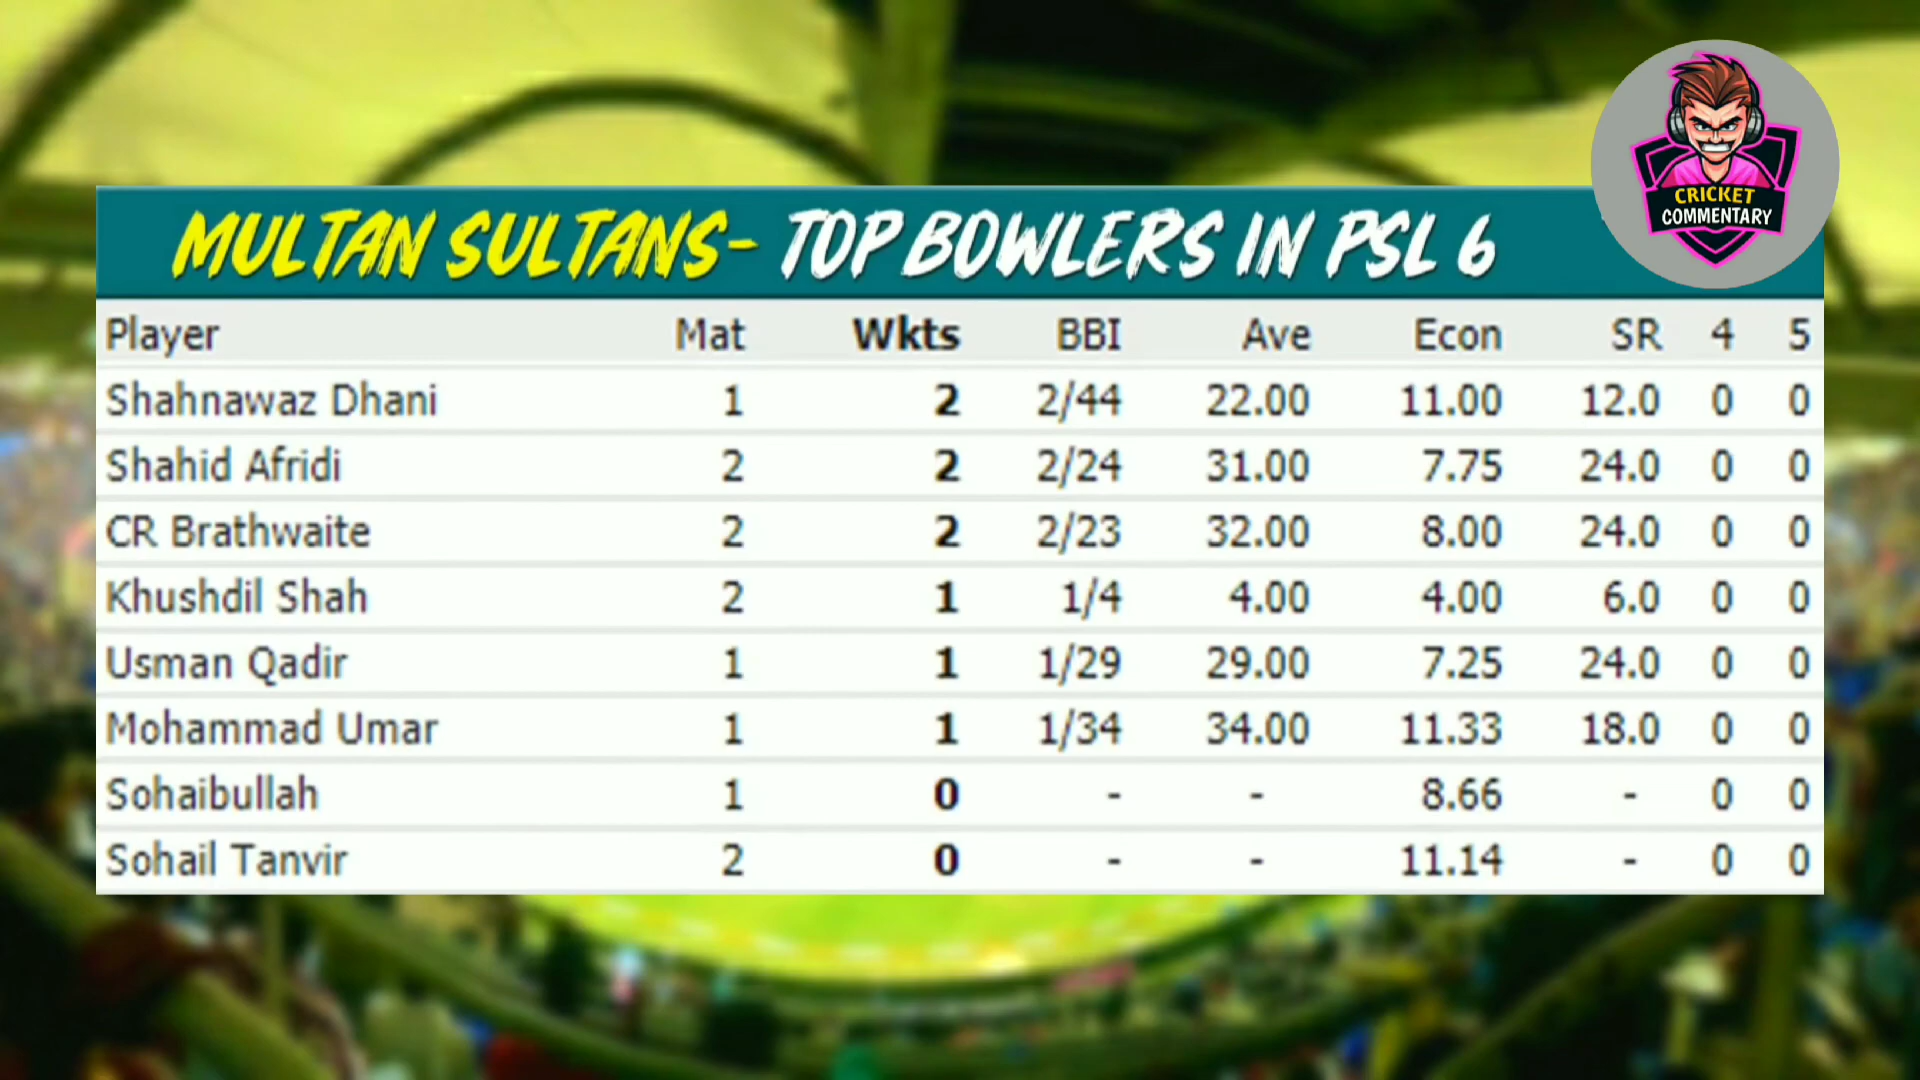 CRICKET
COMMENTARY
MULTAN SULTANS- TOP BOWLERS IN PSL 6
Player Mat Wkts BBI Ave Econ SR 4 5
Shahnawaz Dhani 1 2 2/44 22.00 11.00 12.0 0 0
Shahid Afridi 2 2 2/24 31.00 7.75 24.0 0 0
CR Brathwaite 2 2 2/23 32.00 8.00 24.0 0 0
Khushdil Shah 2 1 1/4 4.00 4.00 6.0 0 0
Usman Qadir 1 1 1/29 29.00 7.25 24.0 0 0
Mohammad Umar 1 1 1/34 34.00 11.33 18.0 0 0
Sohaibullah 1 0 - - 8.66 - 0 0
Sohail Tanvir 2 0 - - 11.14 - 0 0